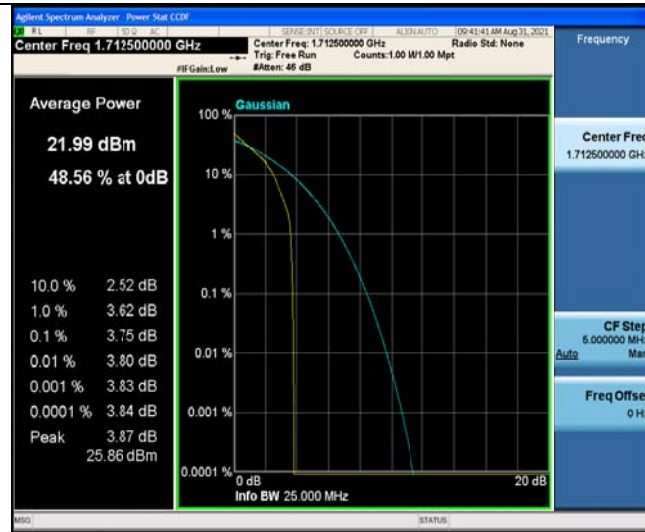 Agilent Spectrum Analyzer Power Stat CCDF
RL RF 50 Ω AC SENSE:INT SOURCE OFF ALIGN AUTO 09:41:41 AM Aug 31, 2021
Center Freq 1.712500000 GHz
Center Freq: 1.712500000 GHz Radio Std: None
Trig: Free Run Counts:1.00 M/1.00 Mpt
#IFGain:Low #Atten: 46 dB
Frequency
Average Power
21.99 dBm
48.56 % at 0dB
10.0 % 2.52 dB
1.0 % 3.62 dB
0.1 % 3.75 dB
0.01 % 3.80 dB
0.001 % 3.83 dB
0.0001 % 3.84 dB
Peak 3.87 dB
25.86 dBm
Gaussian
100 %
10 %
1 %
0.1 %
0.01 %
0.001 %
0.0001 %
0 dB 20 dB
Info BW 25.000 MHz
Center Freq
1.712500000 GHz
CF Step
5.000000 MHz
Auto Man
Freq Offse
0 Hz
MSG STATUS